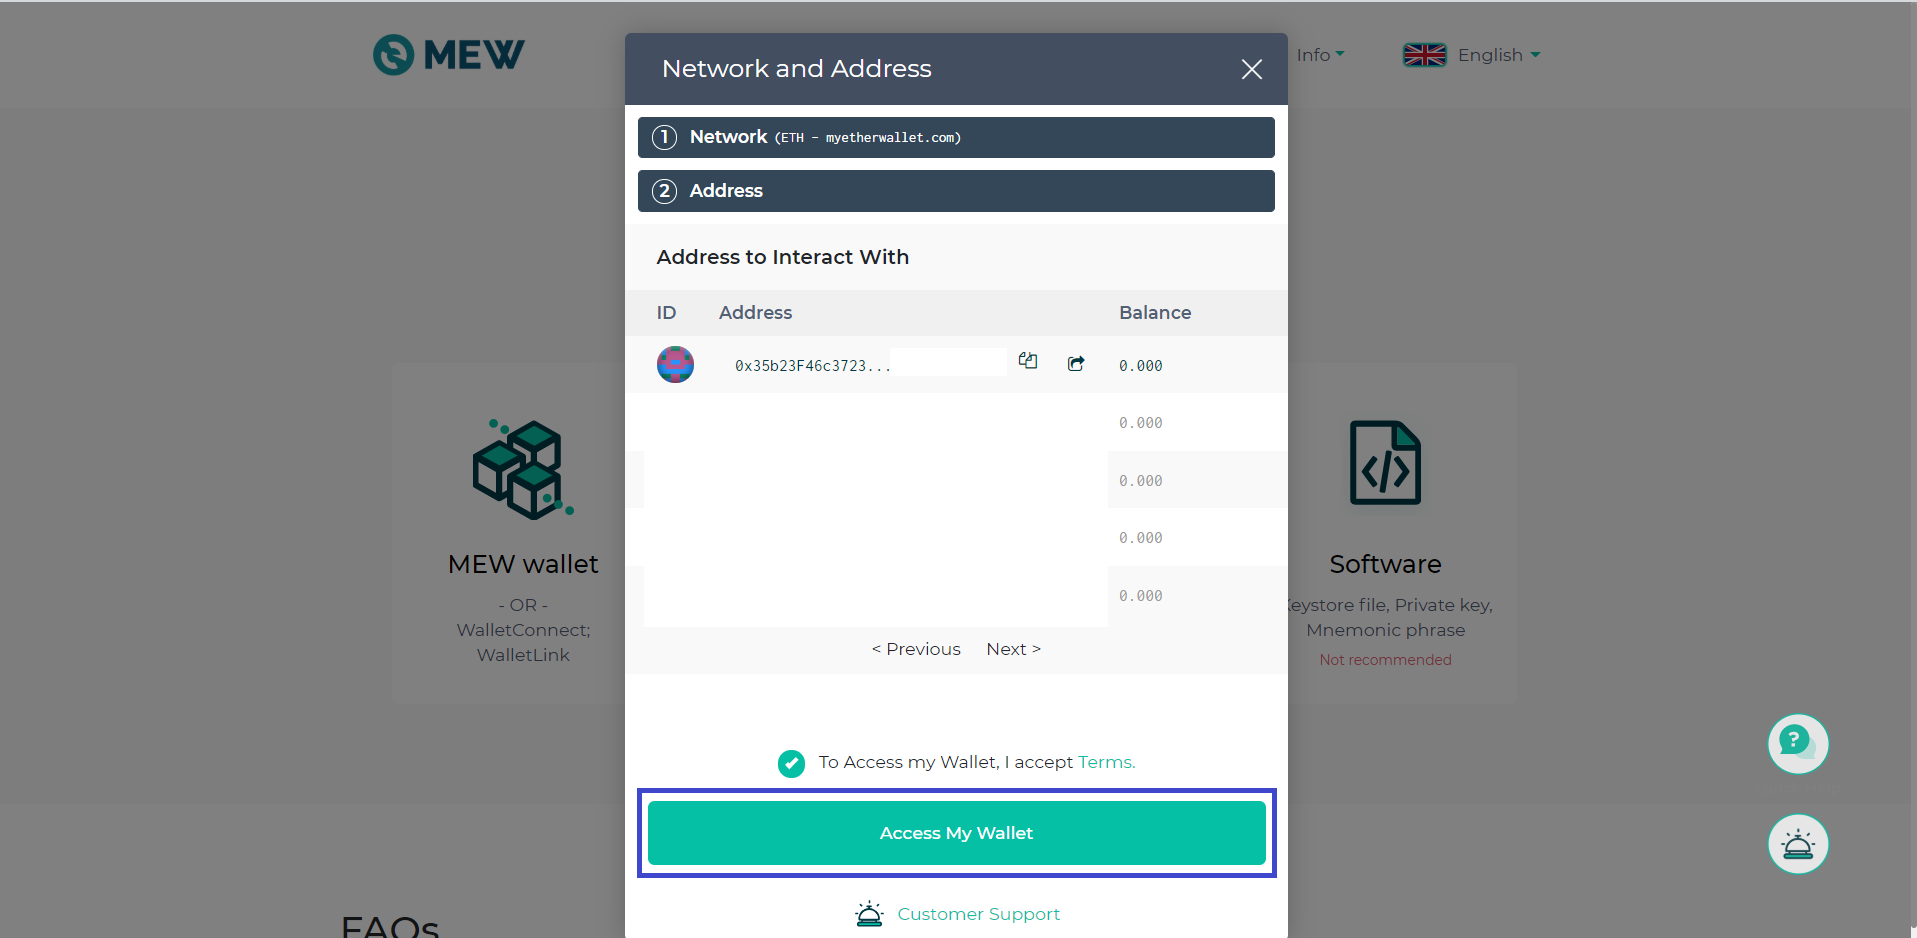 MEW
Info
English
Network and Address
1 Network (ETH - myetherwallet.com)
2 Address
Address to Interact With
ID Address Balance
0x35b23F46c3723... 0.000
0.000
0.000
0.000
0.000
< Previous Next >
MEW wallet
- OR -
WalletConnect;
WalletLink
Software
eystore file, Private key,
Mnemonic phrase
Not recommended
To Access my Wallet, I accept Terms.
Access My Wallet
Customer Support
?
FAQs